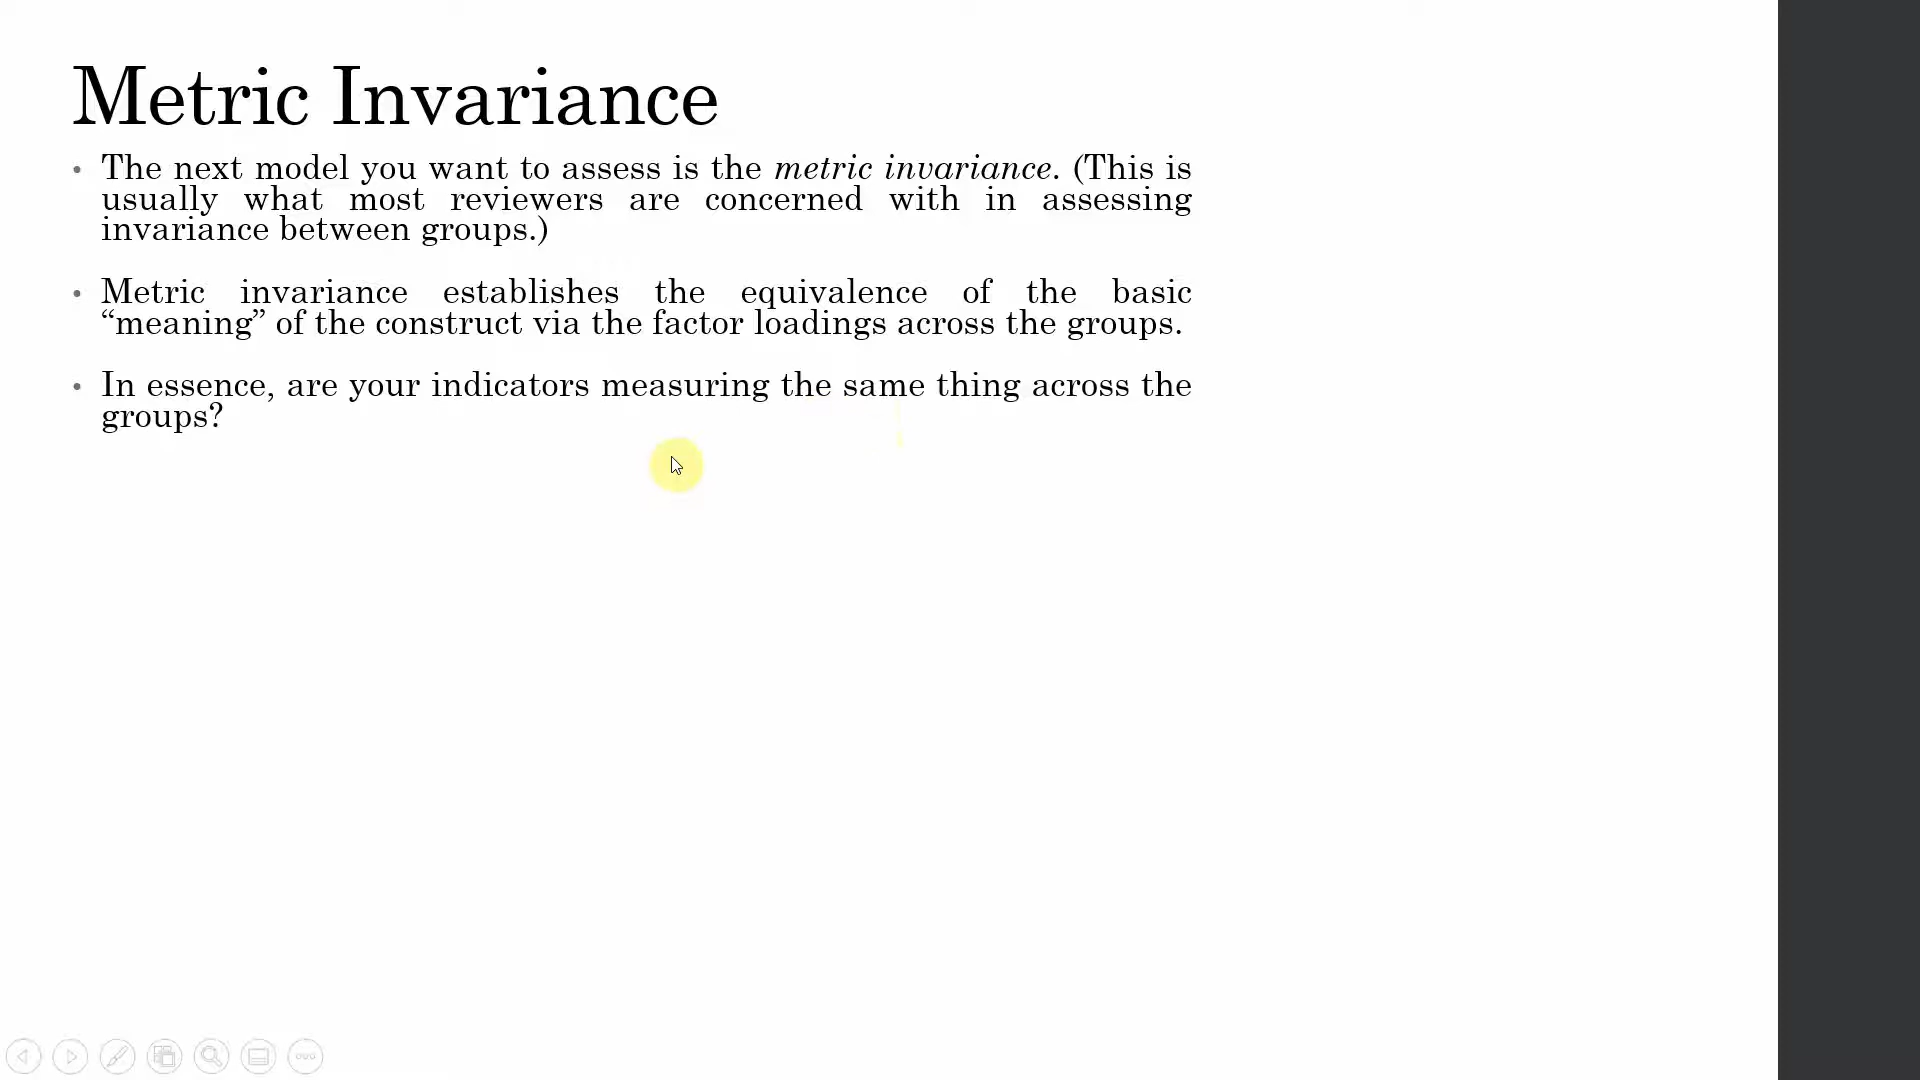 Metric Invariance
• The next model you want to assess is the metric invariance. (This is
usually what most reviewers are concerned with in assessing
invariance between groups.)
• Metric invariance establishes the equivalence of the basic
“meaning” of the construct via the factor loadings across the groups.
• In essence, are your indicators measuring the same thing across the
groups?